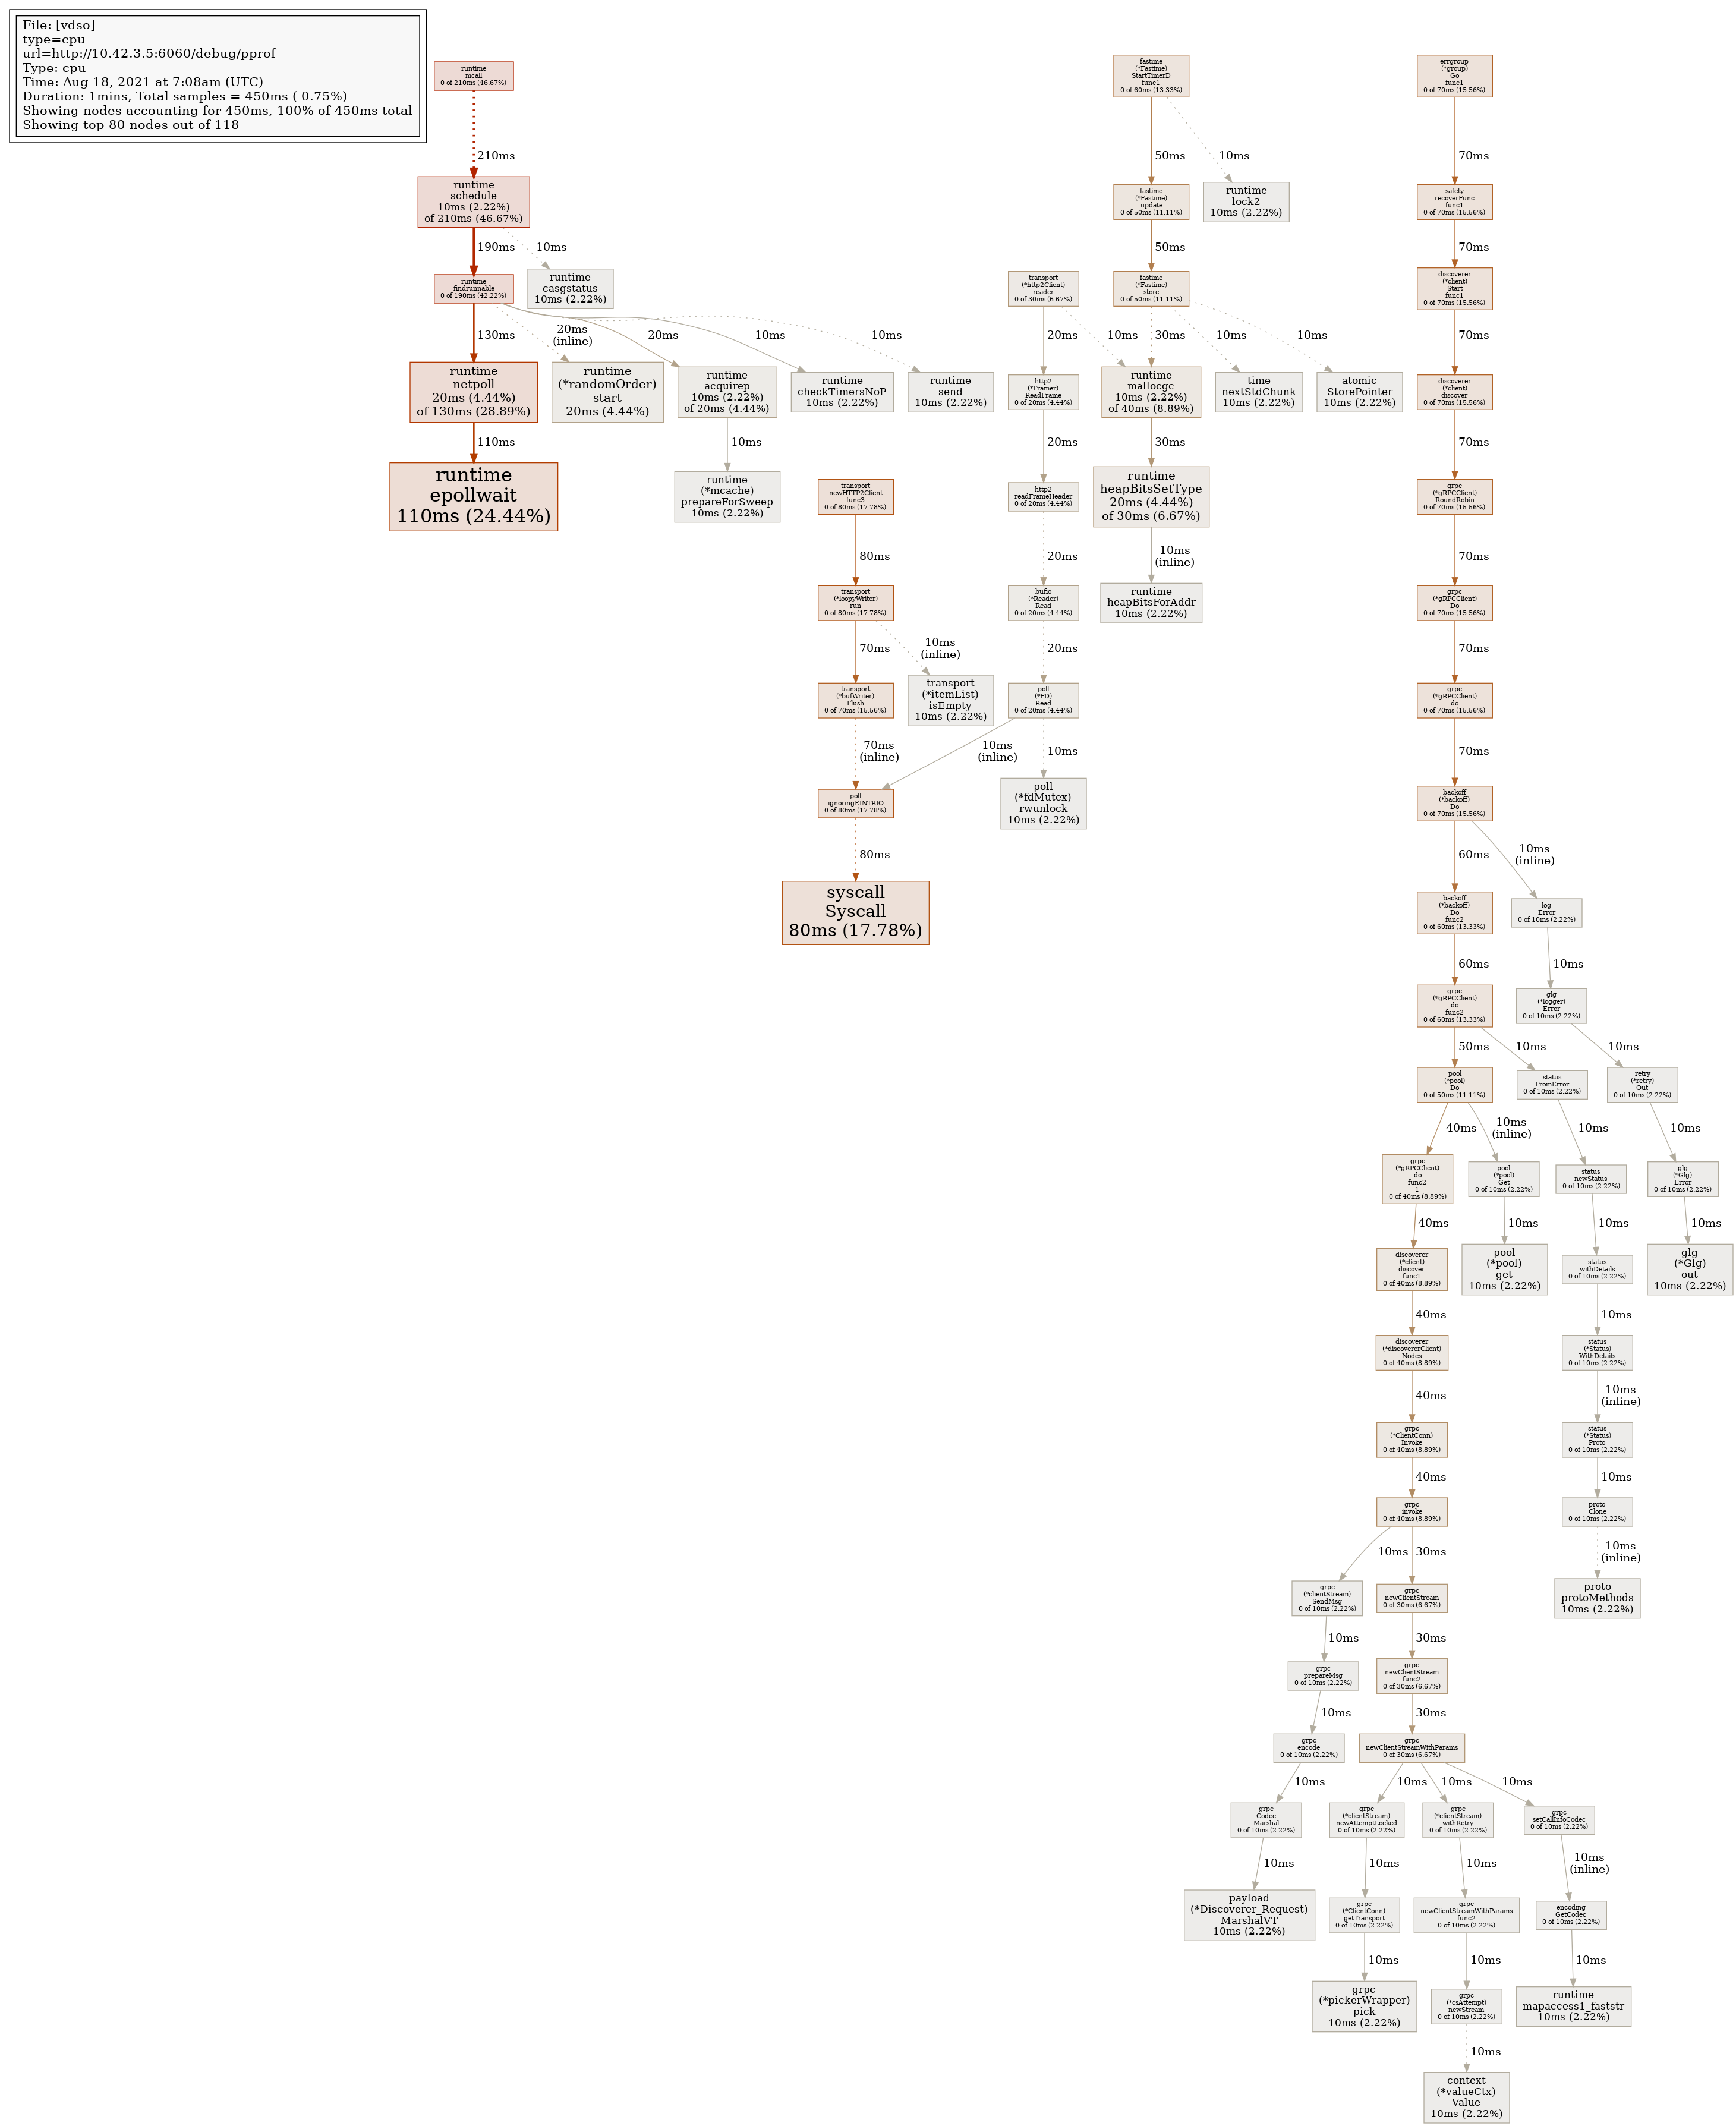 File: [vdso]
type=cpu
url=http://10.42.3.5:6060/debug/pprof
Type: cpu
Time: Aug 18, 2021 at 7:08am (UTC)
Duration: 1mins, Total samples = 450ms ( 0.75%)
Showing nodes accounting for 450ms, 100% of 450ms total
Showing top 80 nodes out of 118
runtime
mcall
0 of 210ms (46.67%)
210ms
runtime
schedule
10ms (2.22%)
of 210ms (46.67%)
190ms
10ms
runtime
findrunnable
0 of 190ms (42.22%)
runtime
casgstatus
10ms (2.22%)
130ms
20ms
(inline)
20ms
10ms
10ms
runtime
netpoll
20ms (4.44%)
of 130ms (28.89%)
runtime
(*randomOrder)
start
20ms (4.44%)
runtime
acquirep
10ms (2.22%)
of 20ms (4.44%)
runtime
checkTimersNoP
10ms (2.22%)
runtime
send
10ms (2.22%)
110ms
10ms
runtime
epollwait
110ms (24.44%)
runtime
(*mcache)
prepareForSweep
10ms (2.22%)
transport
newHTTP2Client
func3
0 of 80ms (17.78%)
80ms
transport
(*loopyWriter)
run
0 of 80ms (17.78%)
70ms
10ms
(inline)
transport
(*bufWriter)
Flush
0 of 70ms (15.56%)
transport
(*itemList)
isEmpty
10ms (2.22%)
70ms
(inline)
poll
ignoringEINTRIO
0 of 80ms (17.78%)
80ms
syscall
Syscall
80ms (17.78%)
transport
(*http2Client)
reader
0 of 30ms (6.67%)
20ms
10ms
http2
(*Framer)
ReadFrame
0 of 20ms (4.44%)
20ms
http2
readFrameHeader
0 of 20ms (4.44%)
20ms
bufio
(*Reader)
Read
0 of 20ms (4.44%)
20ms
poll
(*FD)
Read
0 of 20ms (4.44%)
10ms
(inline)
10ms
poll
(*fdMutex)
rwunlock
10ms (2.22%)
fastime
(*Fastime)
StartTimerD
func1
0 of 60ms (13.33%)
50ms
10ms
fastime
(*Fastime)
update
0 of 50ms (11.11%)
runtime
lock2
10ms (2.22%)
50ms
fastime
(*Fastime)
store
0 of 50ms (11.11%)
30ms
10ms
10ms
runtime
mallocgc
10ms (2.22%)
of 40ms (8.89%)
time
nextStdChunk
10ms (2.22%)
atomic
StorePointer
10ms (2.22%)
30ms
runtime
heapBitsSetType
20ms (4.44%)
of 30ms (6.67%)
10ms
(inline)
runtime
heapBitsForAddr
10ms (2.22%)
errgroup
(*group)
Go
func1
0 of 70ms (15.56%)
70ms
safety
recoverFunc
func1
0 of 70ms (15.56%)
70ms
discoverer
(*client)
Start
func1
0 of 70ms (15.56%)
70ms
discoverer
(*client)
discover
0 of 70ms (15.56%)
70ms
grpc
(*gRPCClient)
RoundRobin
0 of 70ms (15.56%)
70ms
grpc
(*gRPCClient)
Do
0 of 70ms (15.56%)
70ms
grpc
(*gRPCClient)
do
0 of 70ms (15.56%)
70ms
backoff
(*backoff)
Do
0 of 70ms (15.56%)
60ms
10ms
(inline)
backoff
(*backoff)
Do
func2
0 of 60ms (13.33%)
log
Error
0 of 10ms (2.22%)
60ms
10ms
grpc
(*gRPCClient)
do
func2
0 of 60ms (13.33%)
glg
(*logger)
Error
0 of 10ms (2.22%)
50ms
10ms
10ms
pool
(*pool)
Do
0 of 50ms (11.11%)
status
FromError
0 of 10ms (2.22%)
retry
(*retry)
Out
0 of 10ms (2.22%)
40ms
10ms
(inline)
10ms
10ms
grpc
(*gRPCClient)
do
func2
1
0 of 40ms (8.89%)
pool
(*pool)
Get
0 of 10ms (2.22%)
status
newStatus
0 of 10ms (2.22%)
glg
(*Glg)
Error
0 of 10ms (2.22%)
40ms
10ms
10ms
10ms
discoverer
(*client)
discover
func1
0 of 40ms (8.89%)
pool
(*pool)
get
10ms (2.22%)
status
withDetails
0 of 10ms (2.22%)
glg
(*Glg)
out
10ms (2.22%)
40ms
10ms
discoverer
(*discovererClient)
Nodes
0 of 40ms (8.89%)
status
(*Status)
WithDetails
0 of 10ms (2.22%)
40ms
10ms
(inline)
grpc
(*ClientConn)
Invoke
0 of 40ms (8.89%)
status
(*Status)
Proto
0 of 10ms (2.22%)
40ms
10ms
grpc
invoke
0 of 40ms (8.89%)
proto
Clone
0 of 10ms (2.22%)
10ms
30ms
10ms
(inline)
grpc
(*clientStream)
SendMsg
0 of 10ms (2.22%)
grpc
newClientStream
0 of 30ms (6.67%)
proto
protoMethods
10ms (2.22%)
10ms
30ms
grpc
prepareMsg
0 of 10ms (2.22%)
grpc
newClientStream
func2
0 of 30ms (6.67%)
10ms
30ms
grpc
encode
0 of 10ms (2.22%)
grpc
newClientStreamWithParams
0 of 30ms (6.67%)
10ms
10ms
10ms
10ms
grpc
Codec
Marshal
0 of 10ms (2.22%)
grpc
(*clientStream)
newAttemptLocked
0 of 10ms (2.22%)
grpc
(*clientStream)
withRetry
0 of 10ms (2.22%)
grpc
setCallInfoCodec
0 of 10ms (2.22%)
10ms
10ms
10ms
10ms
(inline)
payload
(*Discoverer_Request)
MarshalVT
10ms (2.22%)
grpc
(*ClientConn)
getTransport
0 of 10ms (2.22%)
grpc
newClientStreamWithParams
func2
0 of 10ms (2.22%)
encoding
GetCodec
0 of 10ms (2.22%)
10ms
10ms
10ms
grpc
(*pickerWrapper)
pick
10ms (2.22%)
grpc
(*csAttempt)
newStream
0 of 10ms (2.22%)
runtime
mapaccess1_faststr
10ms (2.22%)
10ms
context
(*valueCtx)
Value
10ms (2.22%)